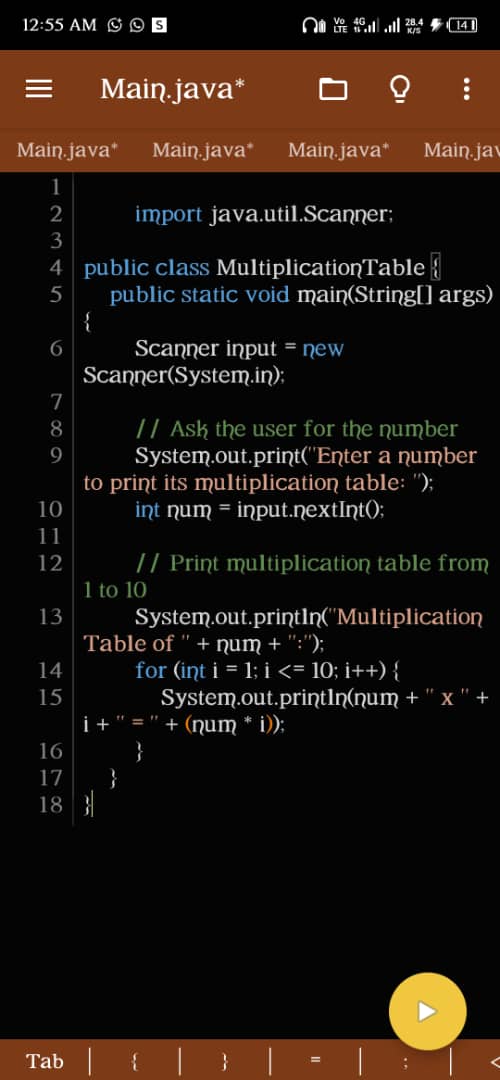 12:55 AM S Vo LTE 4G 28.4 K/S 14
Main.java*
Main.java* Main.java* Main.java* Main.jav
1
2 import java.util.Scanner;
3
4 public class MultiplicationTable {
5 public static void main(String[] args)
{
6 Scanner input = new
Scanner(System.in);
7
8 // Ask the user for the number
9 System.out.print("Enter a number
to print its multiplication table: ");
10 int num = input.nextInt();
11
12 // Print multiplication table from
1 to 10
13 System.out.println("Multiplication
Table of " + num + ":");
14 for (int i = 1; i <= 10; i++) {
15 System.out.println(num + " x " +
i + " = " + (num * i));
16 }
17 }
18 }
Tab | { | } | = | ; | <